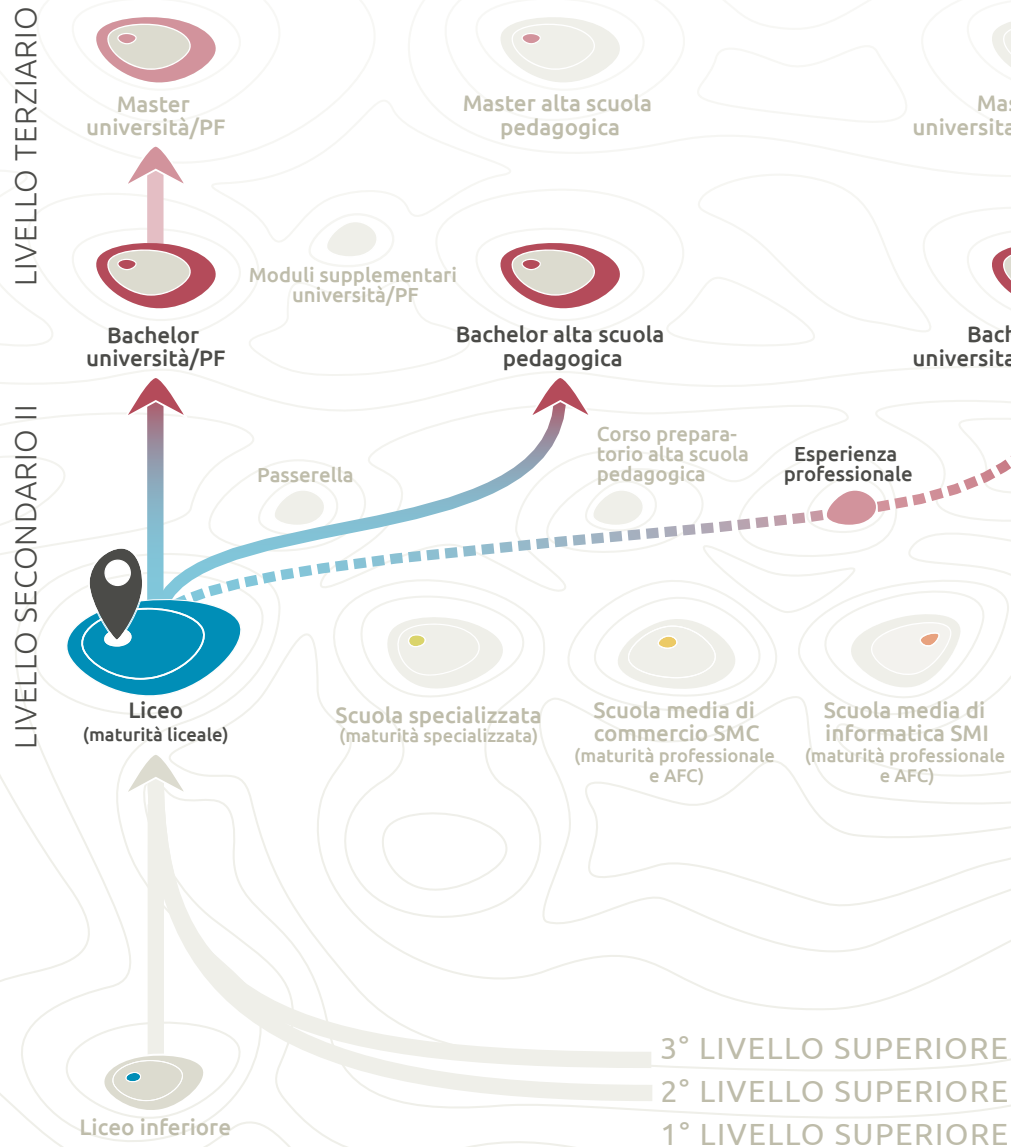 LIVELLO TERZIARIO
Master
università/PF
Master alta scuola
pedagogica
Moduli supplementari
università/PF
Bachelor
università/PF
Bachelor alta scuola
pedagogica
LIVELLO SECONDARIO II
Passerella
Corso prepara-
torio alta scuola
pedagogica
Esperienza
professionale
Liceo
(maturità liceale)
Scuola specializzata
(maturità specializzata)
Scuola media di
commercio SMC
(maturità professionale
e AFC)
Scuola media di
informatica SMI
(maturità professionale
e AFC)
3° LIVELLO SUPERIORE
2° LIVELLO SUPERIORE
1° LIVELLO SUPERIORE
Liceo inferiore